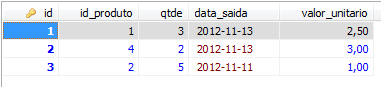 id id_produto qtde data_saida valor_unitario
1 1 3 2012-11-13 2,50
2 4 2 2012-11-13 3,00
3 2 5 2012-11-11 1,00